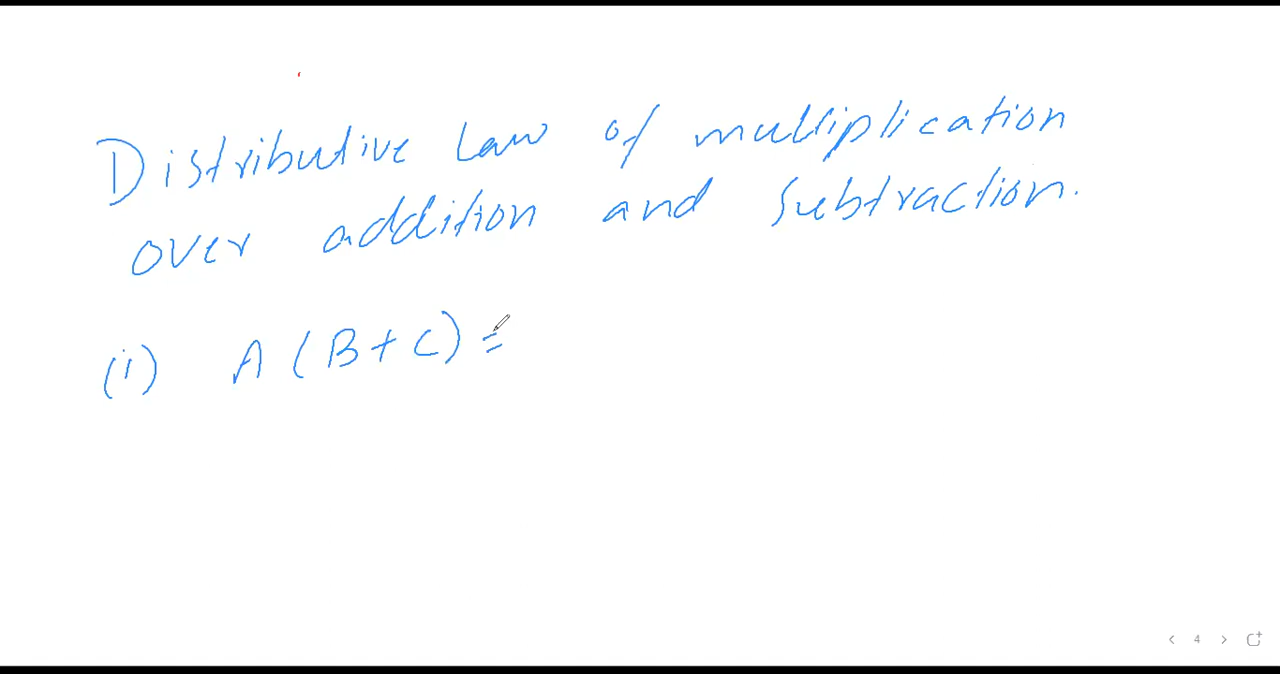 Distributive Law of multiplication
over addition and subtraction.
(i) A (B + C) =
< 4 >